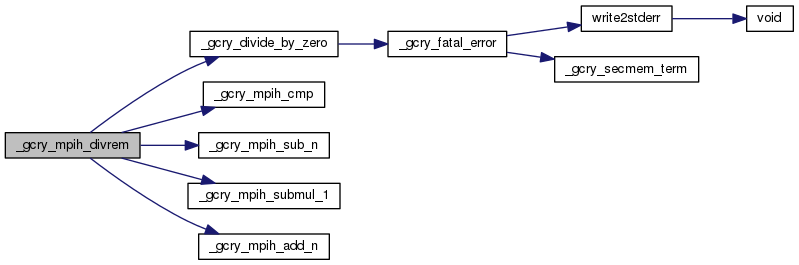 _gcry_mpih_divrem
_gcry_divide_by_zero
_gcry_fatal_error
write2stderr
void
_gcry_secmem_term
_gcry_mpih_cmp
_gcry_mpih_sub_n
_gcry_mpih_submul_1
_gcry_mpih_add_n